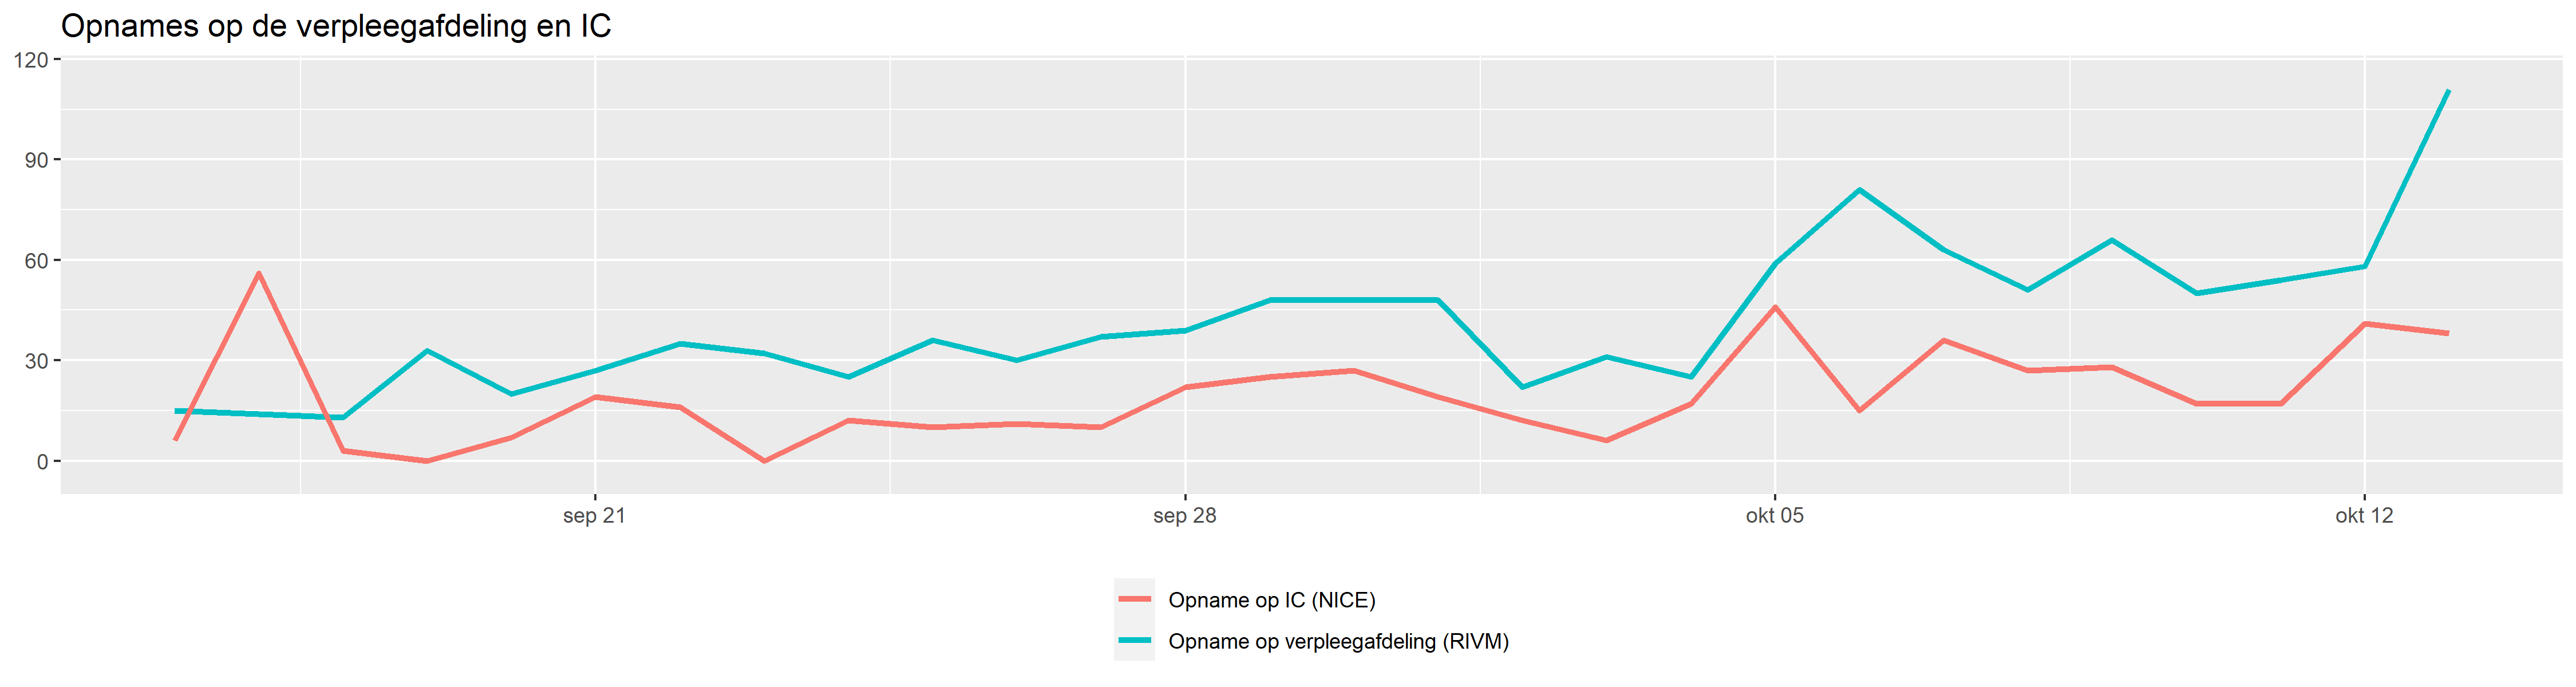 Opnames op de verpleegafdeling en IC
120
90
60
30
0
sep 21 sep 28 okt 05 okt 12
Opname op IC (NICE)
Opname op verpleegafdeling (RIVM)